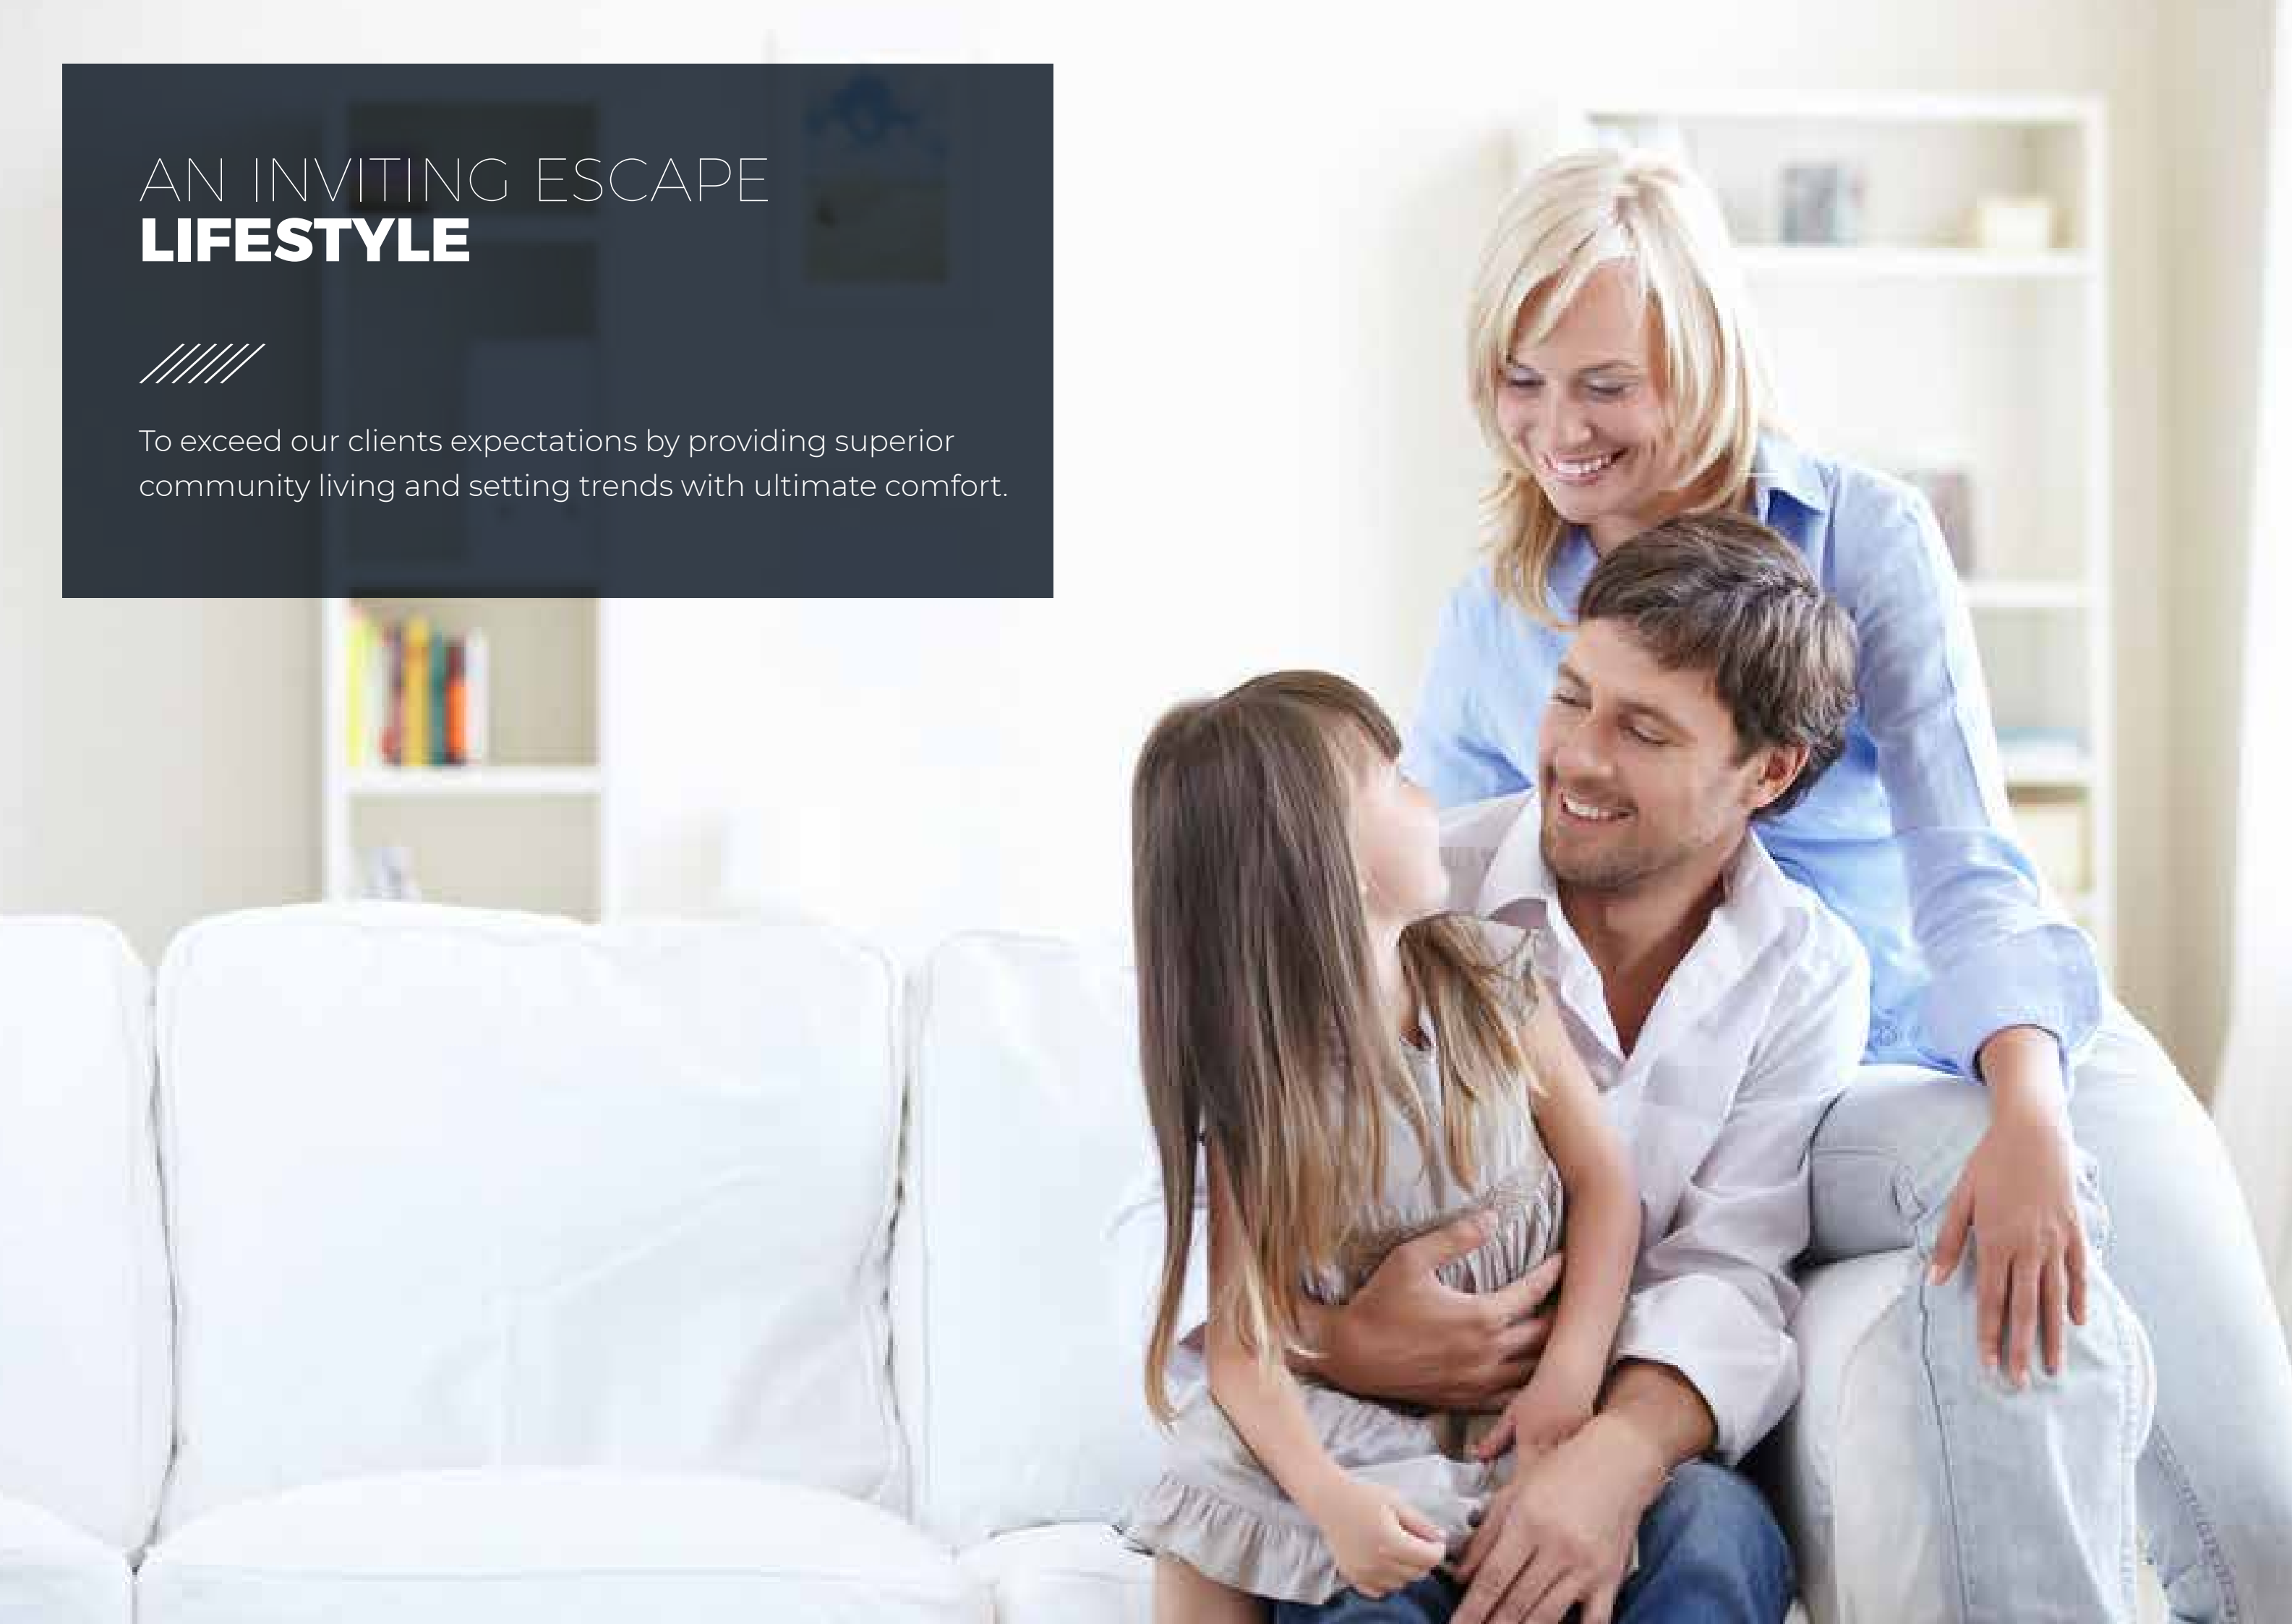 AN INVITING ESCAPE
LIFESTYLE
To exceed our clients expectations by providing superior
community living and setting trends with ultimate comfort.